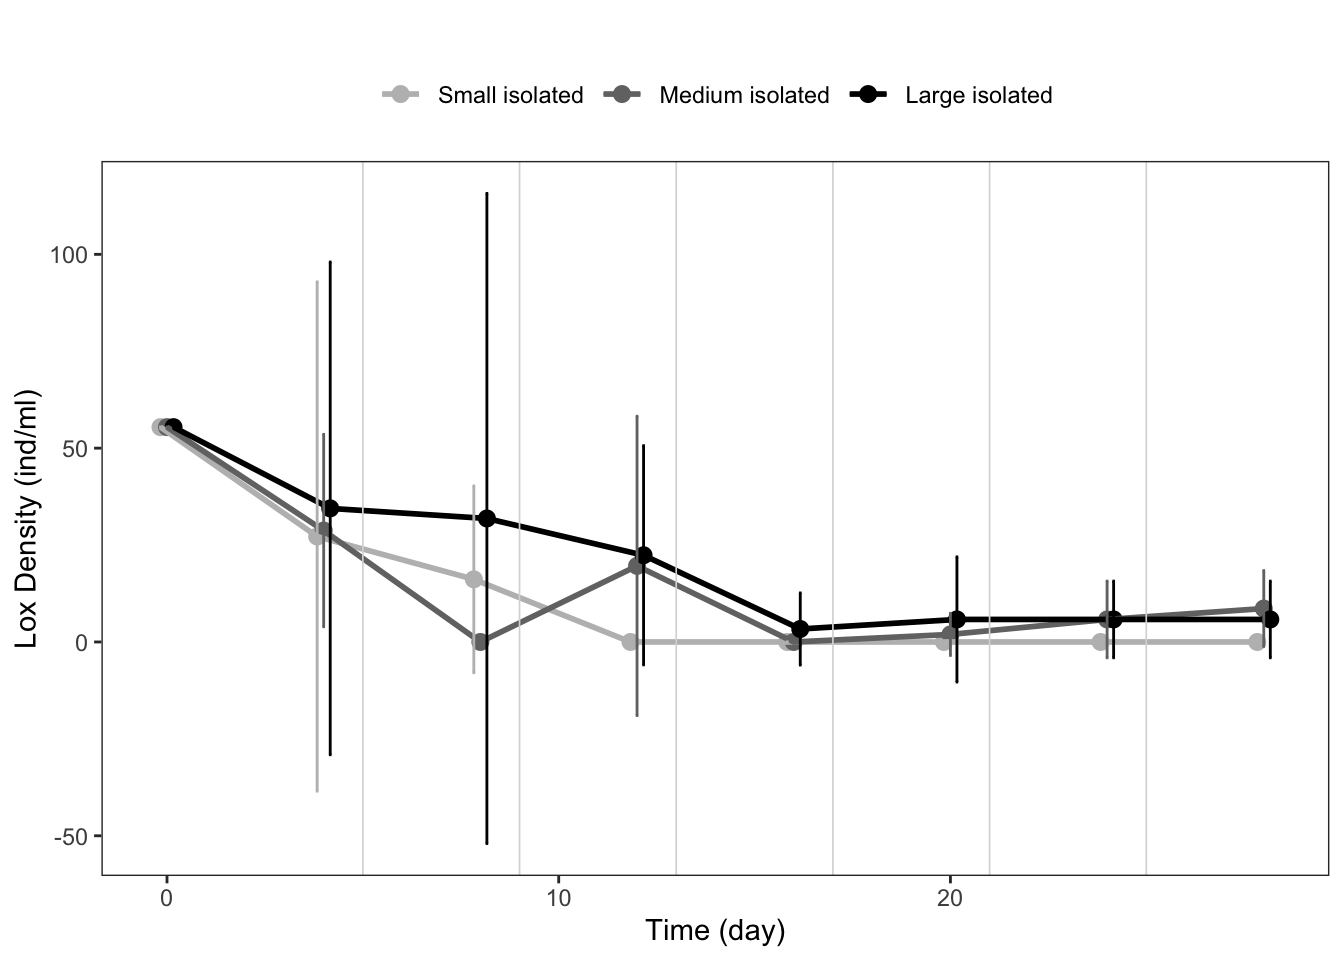 Small isolated Medium isolated Large isolated
Lox Density (ind/ml)
100
50
0
-50
0 10 20
Time (day)